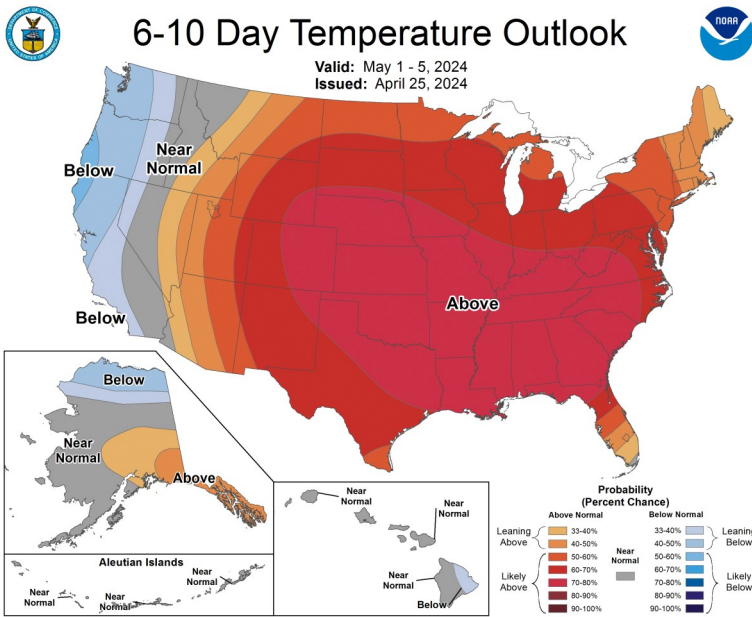 6-10 Day Temperature Outlook
NOAA
Valid: May 1 - 5, 2024
Issued: April 25, 2024
Below
Near
Normal
Above
Below
Below
Near
Normal
Above
Aleutian Islands
Near
Normal
Near
Normal
Near
Normal
Near
Normal
Near
Normal
Near
Normal
Below
Probability
(Percent Chance)
Above Normal
Below Normal
Leaning
Above
33-40%
40-50%
Likely
Above
50-60%
60-70%
70-80%
80-90%
90-100%
Near
Normal
33-40%
40-50%
Leaning
Below
50-60%
60-70%
70-80%
80-90%
90-100%
Likely
Below